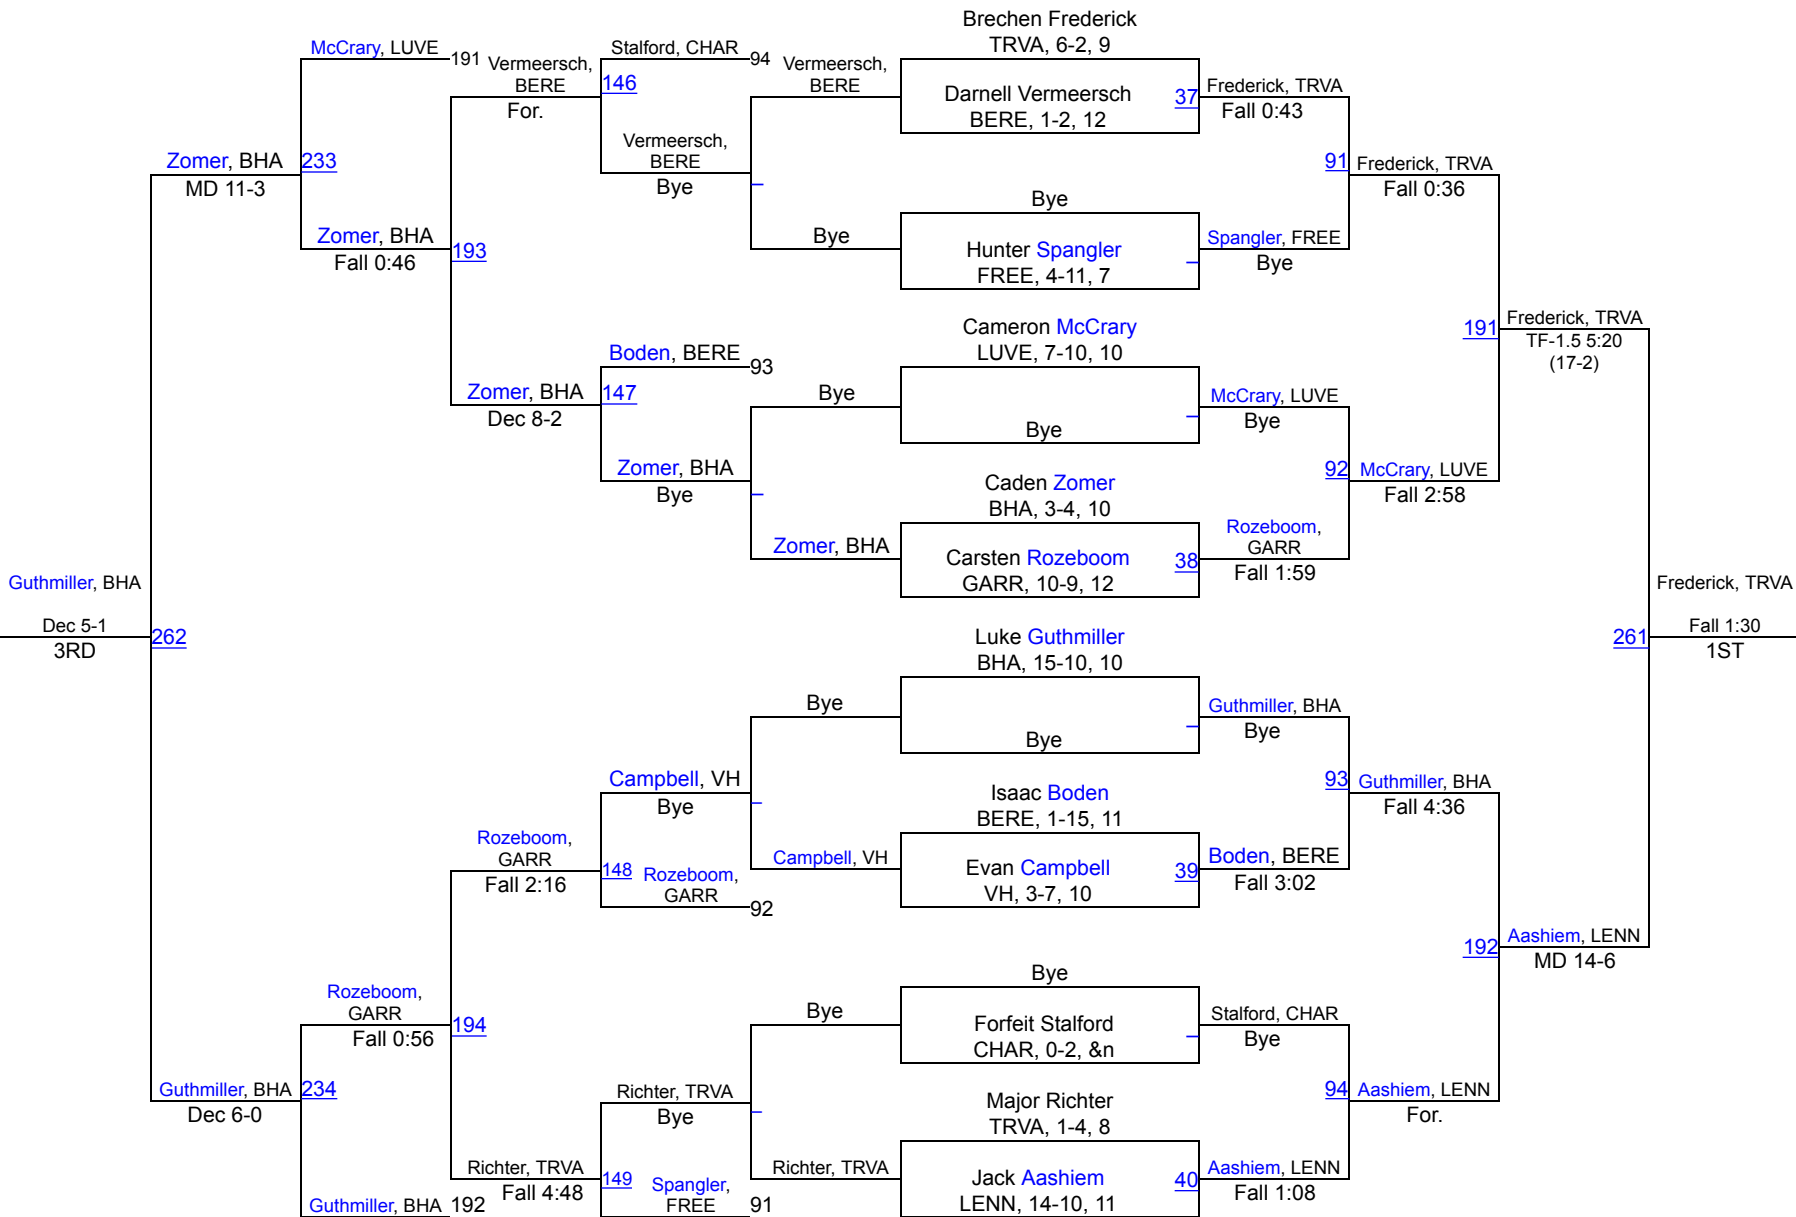 Brechen Frederick
TRVA, 6-2, 9
McCrary, LUVE
191
Vermeersch,
BERE
For.
Stalford, CHAR
94
146
Vermeersch,
BERE
Darnell Vermeersch
BERE, 1-2, 12
37
Frederick, TRVA
Fall 0:43
Vermeersch,
BERE
Bye
Zomer, BHA
MD 11-3
233
91
Frederick, TRVA
Fall 0:36
Bye
Bye
Hunter Spangler
FREE, 4-11, 7
Spangler, FREE
Bye
Zomer, BHA
Fall 0:46
193
Cameron McCrary
LUVE, 7-10, 10
191
Frederick, TRVA
TF-1.5 5:20
(17-2)
Boden, BERE
93
Zomer, BHA
Dec 8-2
147
Bye
McCrary, LUVE
Bye
Bye
Zomer, BHA
Bye
92
McCrary, LUVE
Fall 2:58
Caden Zomer
BHA, 3-4, 10
Zomer, BHA
Carsten Rozeboom
GARR, 10-9, 12
38
Rozeboom,
GARR
Fall 1:59
Guthmiller, BHA
Dec 5-1
3RD
262
Frederick, TRVA
261
Fall 1:30
1ST
Luke Guthmiller
BHA, 15-10, 10
Bye
Guthmiller, BHA
Bye
Bye
Campbell, VH
Bye
93
Guthmiller, BHA
Fall 4:36
Isaac Boden
BERE, 1-15, 11
Rozeboom,
GARR
Fall 2:16
148
Rozeboom,
GARR
92
Campbell, VH
Evan Campbell
VH, 3-7, 10
39
Boden, BERE
Fall 3:02
192
Aashiem, LENN
MD 14-6
Bye
Rozeboom,
GARR
Fall 0:56
194
Bye
Forfeit Stalford
CHAR, 0-2, &n
Stalford, CHAR
Bye
Guthmiller, BHA
Dec 6-0
234
Richter, TRVA
Bye
Major Richter
TRVA, 1-4, 8
94
Aashiem, LENN
For.
Richter, TRVA
Fall 4:48
149
Spangler,
FREE
91
Richter, TRVA
Jack Aashiem
LENN, 14-10, 11
40
Aashiem, LENN
Fall 1:08
Guthmiller, BHA
192